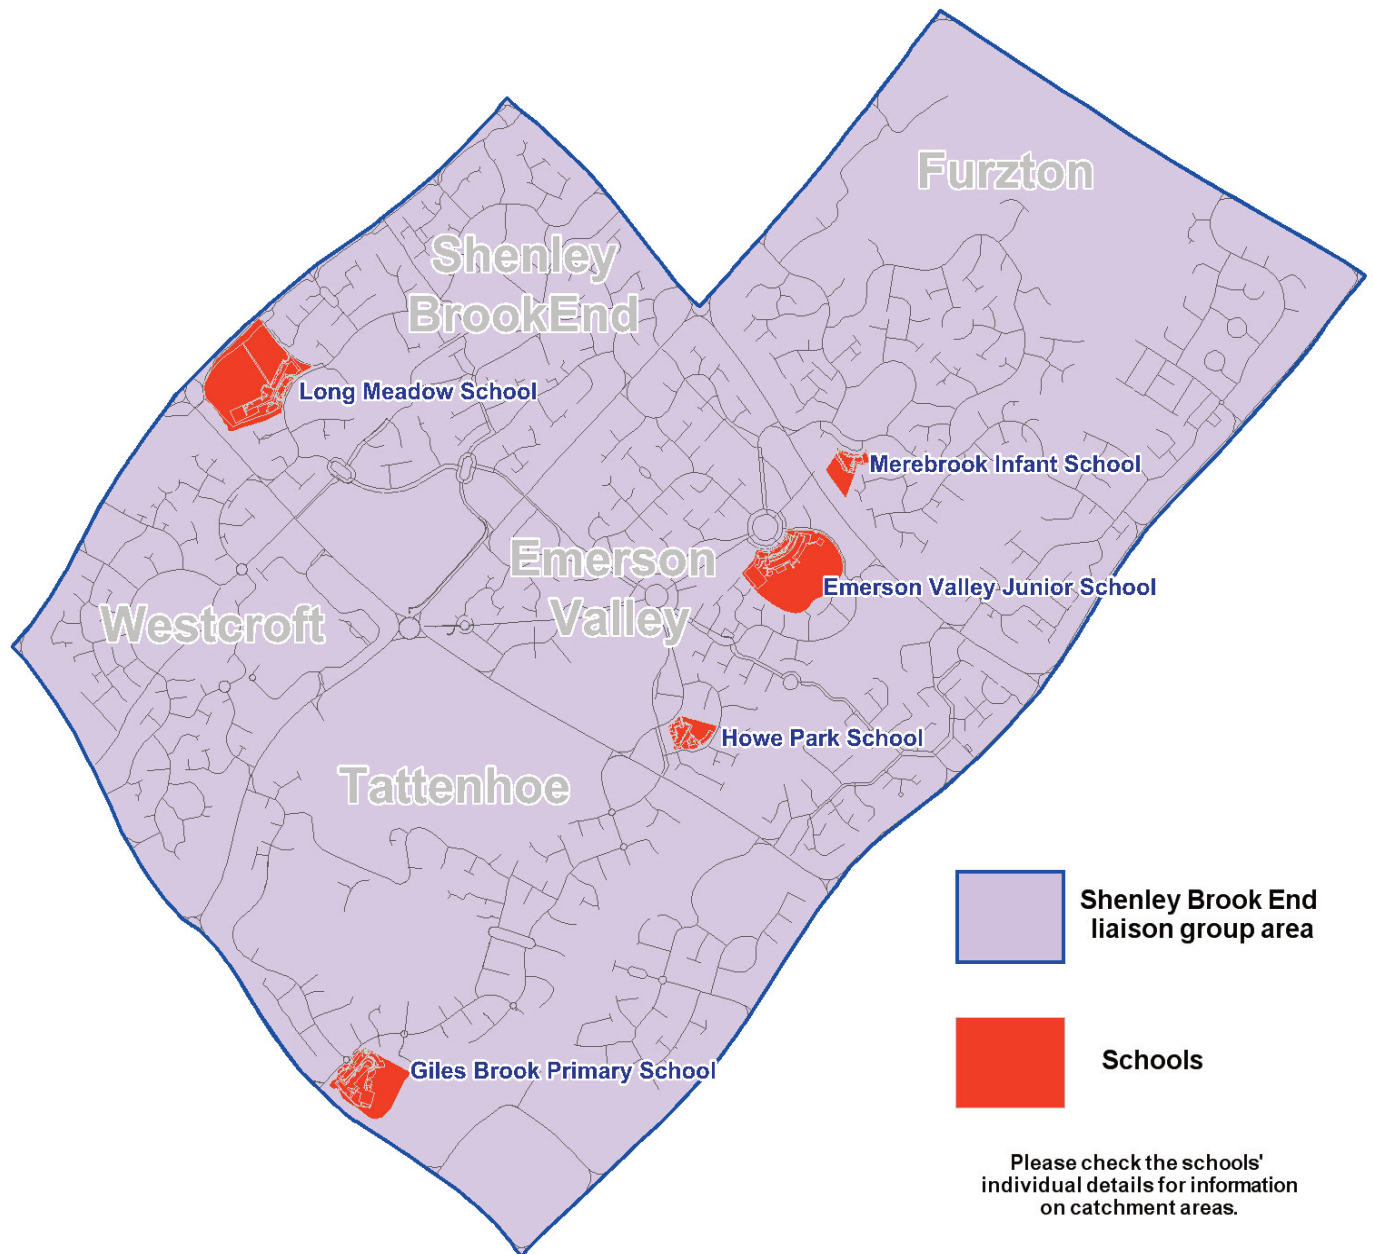 Furzton
Shenley
BrookEnd
Long Meadow School
Merebrook Infant School
Emerson
Valley
Emerson Valley Junior School
Westcroft
Howe Park School
Tattenhoe
Giles Brook Primary School
Shenley Brook End
liaison group area
Schools
Please check the schools'
individual details for information
on catchment areas.